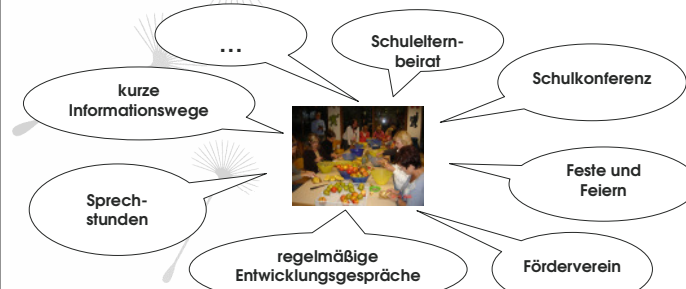 ...
Schuleltern-
beirat
Schulkonferenz
kurze
Informationswege
Feste und
Feiern
Sprech-
stunden
regelmäßige
Entwicklungsgespräche
Förderverein